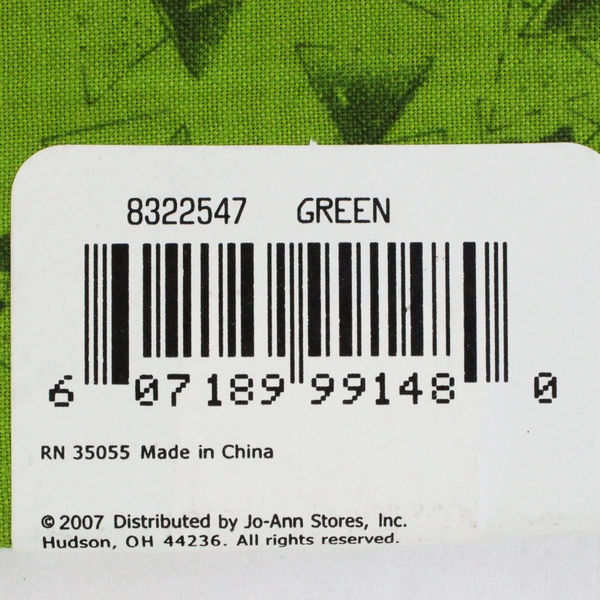 8322547 GREEN
6 07189 99148 0
RN 35055 Made in China
© 2007 Distributed by Jo-Ann Stores, Inc.
Hudson, OH 44236. All rights reserved.